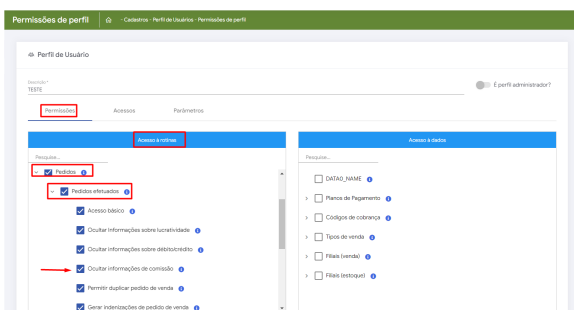 Permissões de perfil - Cadastros - Perfil de Usuários - Permissões de perfil
Perfil de Usuário
Descrição *
TESTE
É perfil administrador?
Permissões Acessos Parâmetros
Acesso à rotinas
Pesquise...
Pedidos
Pedidos efetuados
Acesso básico
Ocultar Informações sobre lucratividade
Ocultar informações sobre débito/crédito
Ocultar informações de comissão
Permitir duplicar pedido de venda
Gerar indenizações de pedido de venda
Acesso à dados
Pesquise...
DATA0_NAME
Planos de Pagamento
Códigos de cobrança
Tipos de venda
Filiais (venda)
Filiais (estoque)